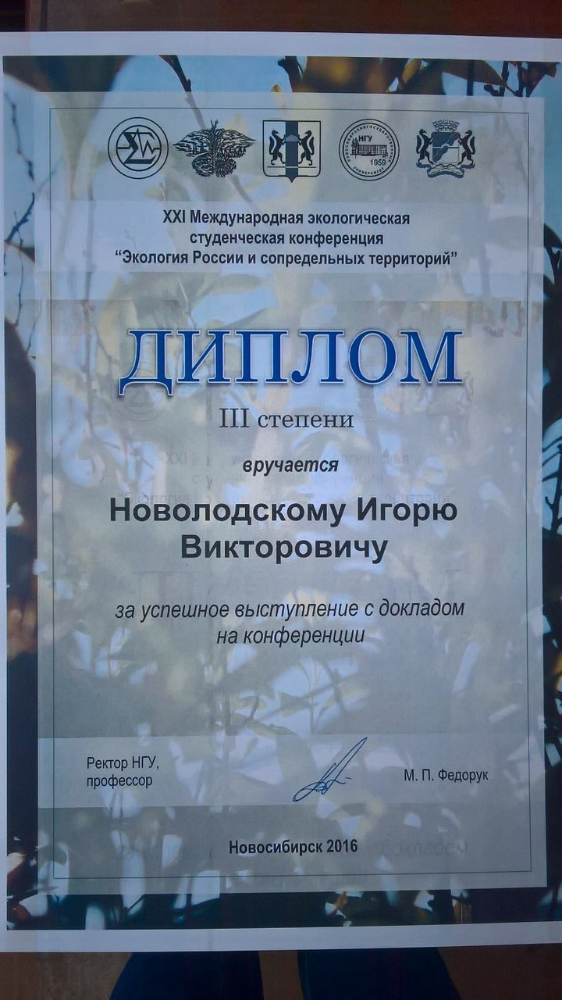 НГУ
1959
XXI Международная экологическая
студенческая конференция
“Экология России и сопредельных территорий”
ДИПЛОМ
III степени
вручается
Новолодскому Игорю
Викторовичу
за успешное выступление с докладом
на конференции
Ректор НГУ,
профессор
М. П. Федорук
Новосибирск 2016